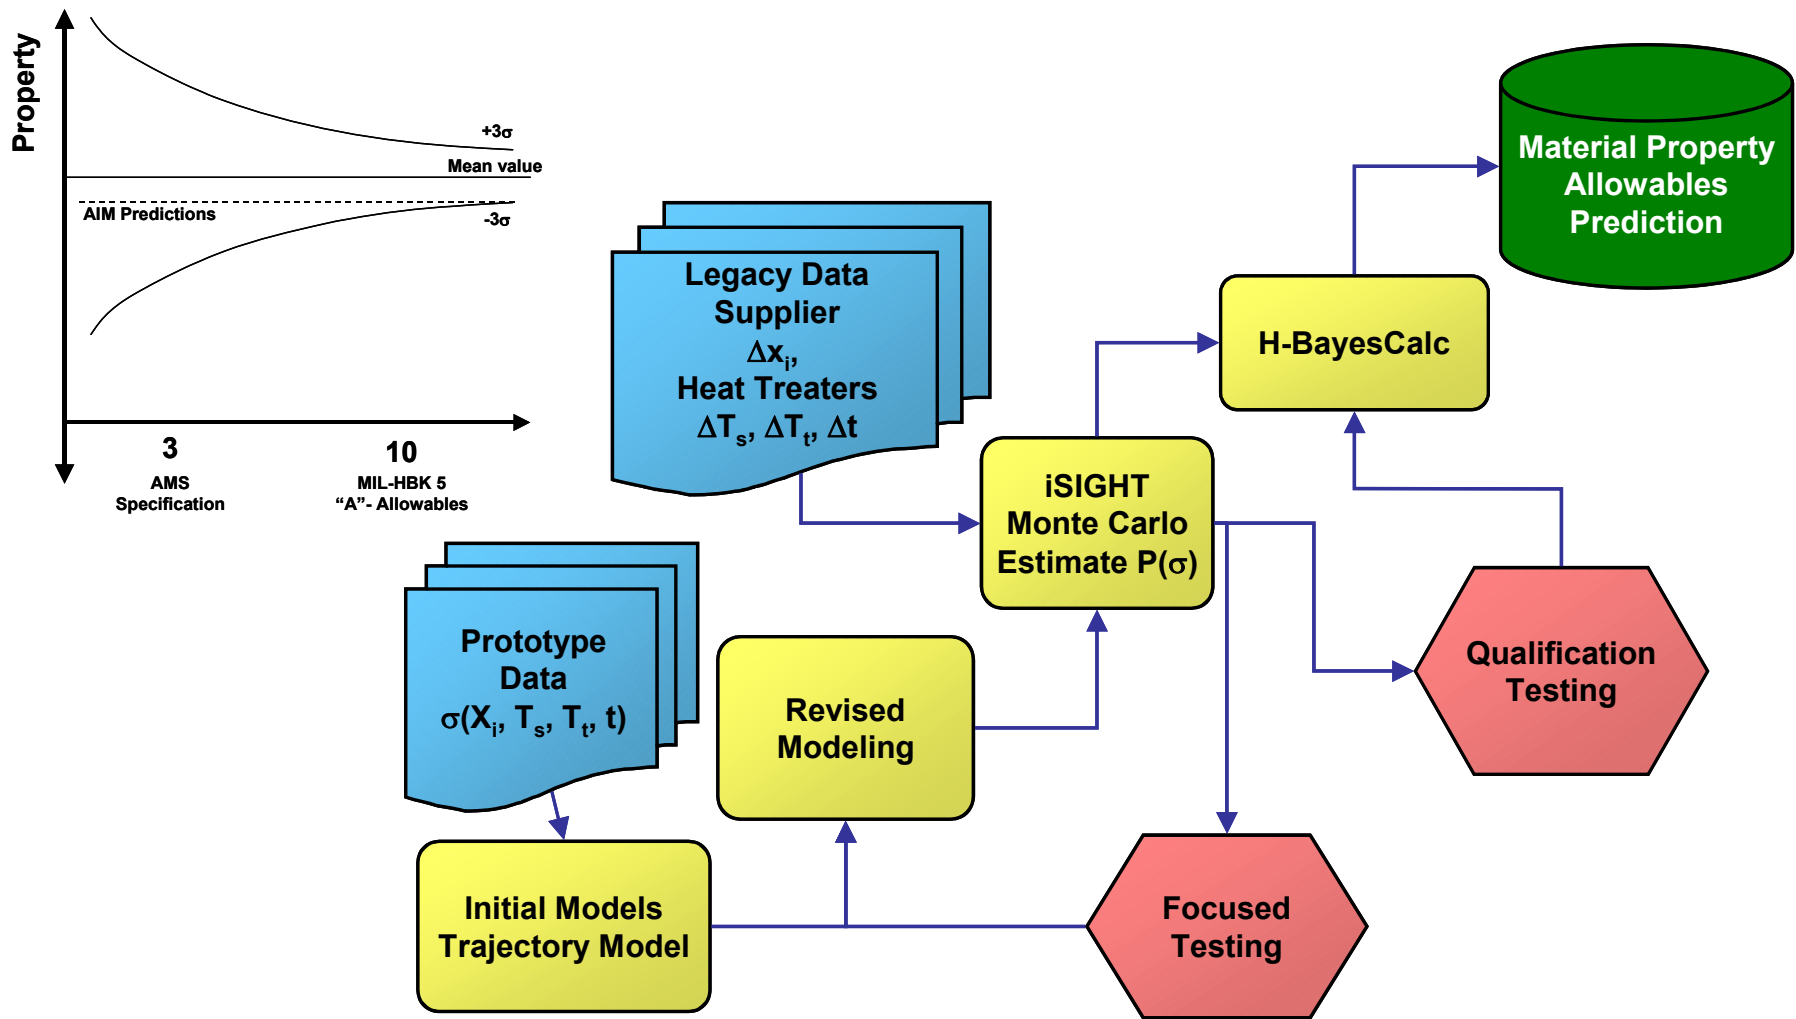 Property
+3σ
Mean value
AIM Predictions
-3σ
3
10
AMS
Specification
MIL-HBK 5
“A”- Allowables
Material Property
Allowables
Prediction
Legacy Data
Supplier
Δxi,
Heat Treaters
ΔTs, ΔTt, Δt
H-BayesCalc
iSIGHT
Monte Carlo
Estimate P(σ)
Prototype
Data
σ(Xi, Ts, Tt, t)
Revised
Modeling
Qualification
Testing
Initial Models
Trajectory Model
Focused
Testing